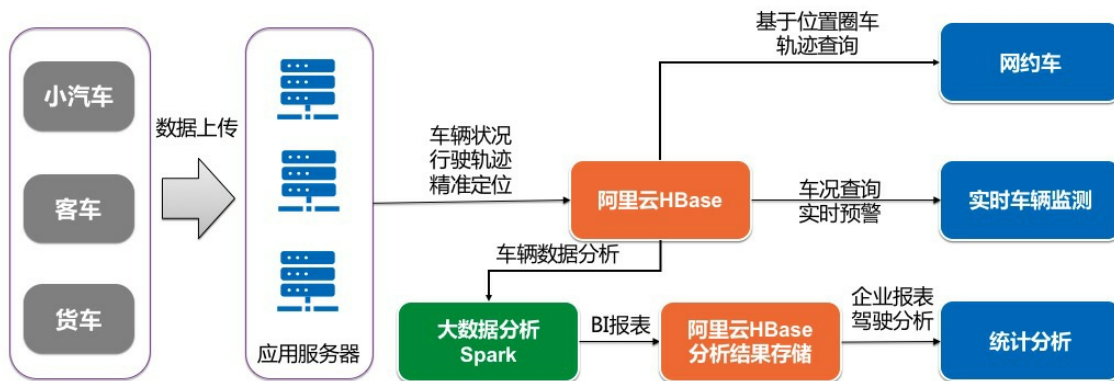 小汽车
客车
货车
数据上传
应用服务器
车辆状况
行驶轨迹
精准定位
阿里云HBase
基于位置圈车
轨迹查询
网约车
车况查询
实时预警
实时车辆监测
车辆数据分析
大数据分析
Spark
BI报表
阿里云HBase
分析结果存储
企业报表
驾驶分析
统计分析